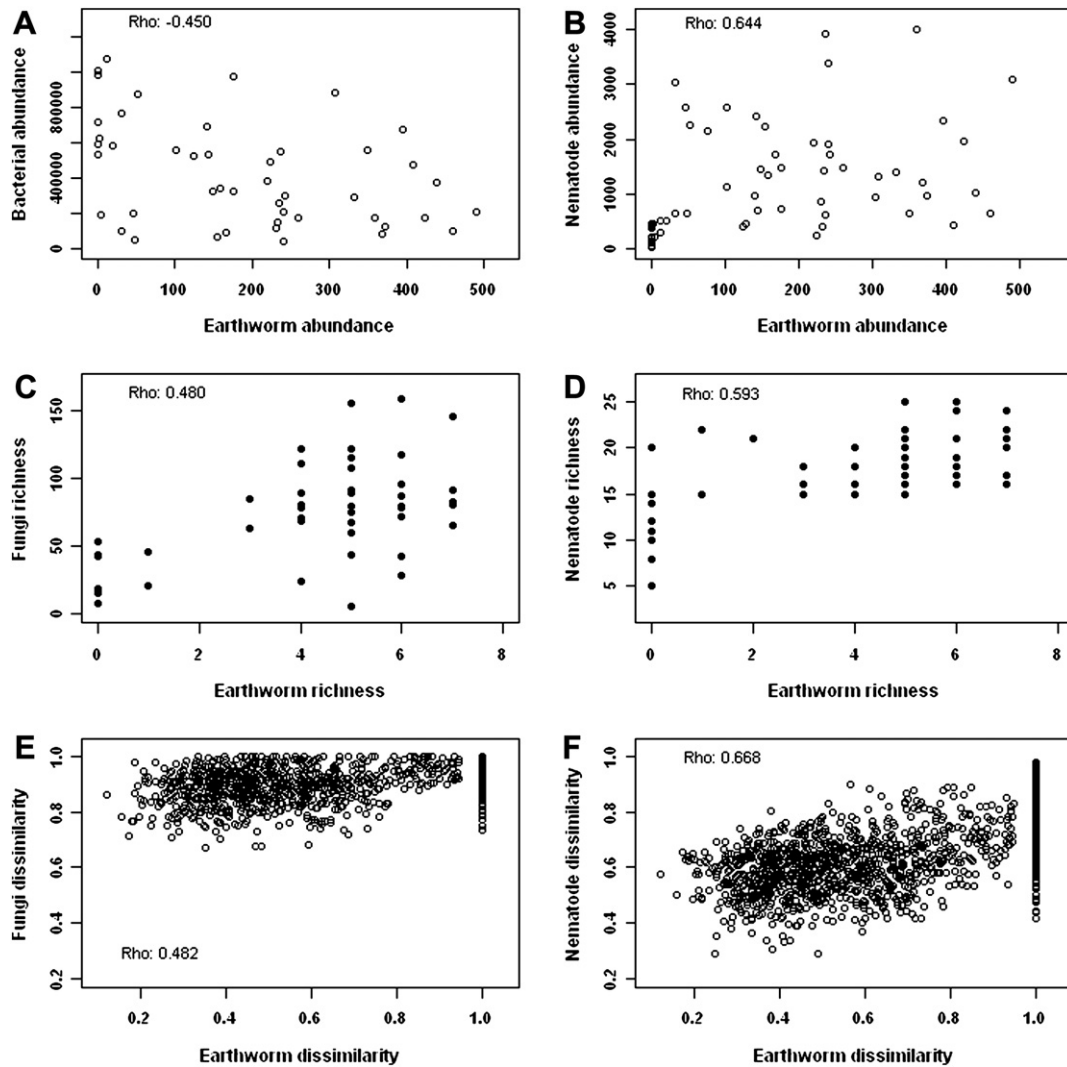 A
Rho: -0.450
Bacterial abundance
0
400000
800000
0 100 200 300 400 500
Earthworm abundance
B
Rho: 0.644
Nematode abundance
0
1000
2000
3000
4000
0 100 200 300 400 500
Earthworm abundance
C
Rho: 0.480
Fungi richness
0
50
100
150
0 2 4 6 8
Earthworm richness
D
Rho: 0.593
Nematode richness
5
10
15
20
25
0 2 4 6 8
Earthworm richness
E
Rho: 0.482
Fungi dissimilarity
0.2
0.4
0.6
0.8
1.0
0.2 0.4 0.6 0.8 1.0
Earthworm dissimilarity
F
Rho: 0.668
Nematode dissimilarity
0.2
0.4
0.6
0.8
1.0
0.2 0.4 0.6 0.8 1.0
Earthworm dissimilarity